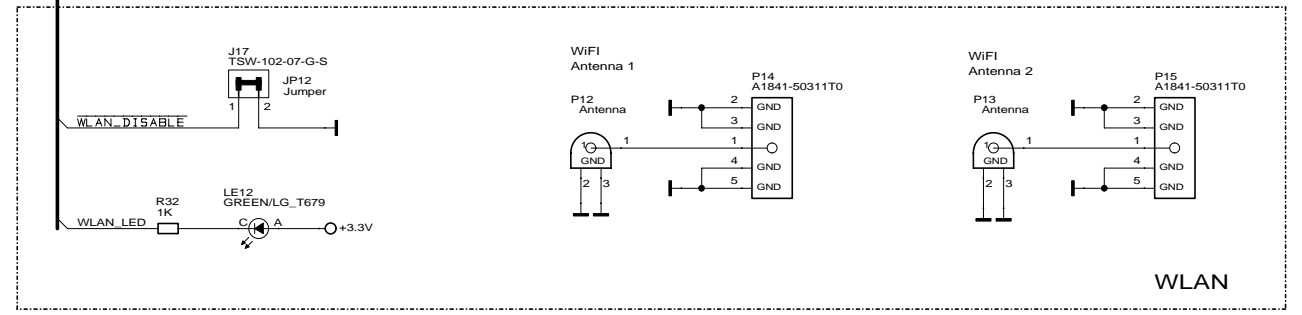 J17
TSW-102-07-G-S
JP12
Jumper
1 2
WLAN_DISABLE
LE12
GREEN/LG_T679
R32
1K
WLAN_LED
C A
+3.3V
WiFI
Antenna 1
P12
Antenna
1
GND
2 3
1
P14
A1841-50311T0
2 GND
3 GND
1
4 GND
5 GND
WiFI
Antenna 2
P13
Antenna
1
GND
2 3
1
P15
A1841-50311T0
2 GND
3 GND
1
4 GND
5 GND
WLAN